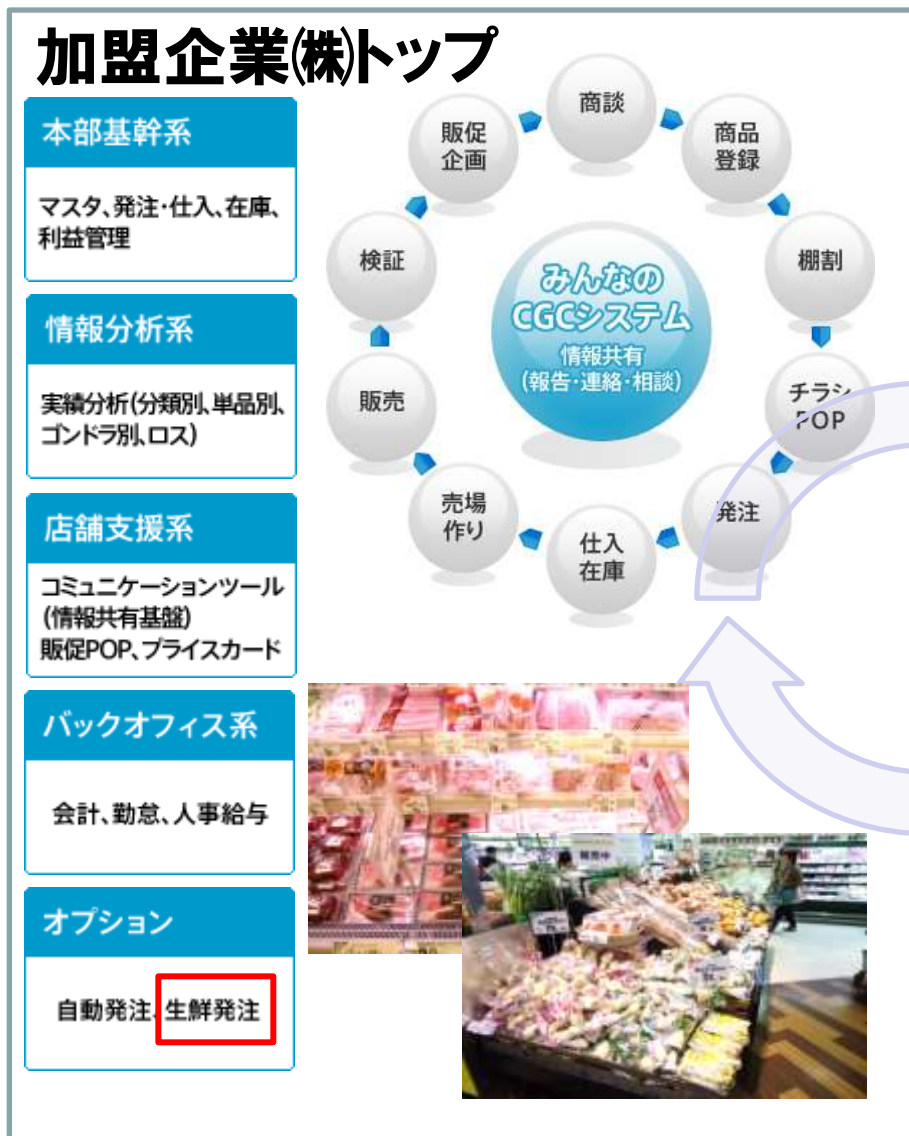 加盟企業㈱トップ
本部基幹系
マスタ、発注・仕入、在庫、
利益管理
情報分析系
実績分析(分類別、単品別、
ゴンドラ別、ロス)
店舗支援系
コミュニケーションツール
(情報共有基盤)
販促POP、プライスカード
バックオフィス系
会計、勤怠、人事給与
オプション
自動発注、生鮮発注
商談
商品
登録
棚割
チラシ
POP
発注
仕入
在庫
売場
作り
販売
検証
販促
企画
みんなの
CGCシステム
情報共有
(報告・連絡・相談)